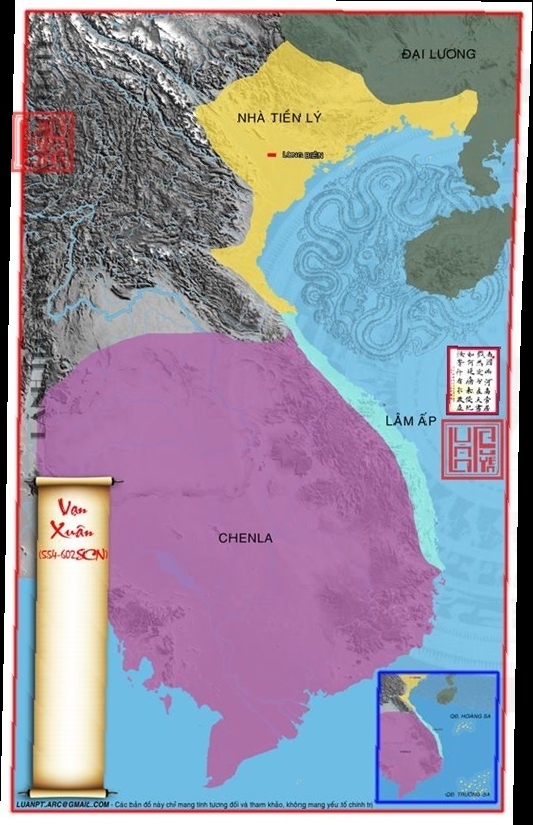 ĐẠI LƯƠNG
NHÀ TIỀN LÝ
LONG BIÊN
LÂM ẤP
CHENLA
Vạn
Xuân
(554-602SCN)
QĐ. HOÀNG SA
QĐ. TRƯỜNG SA
LUANPT.ARC@GMAIL.COM - Các bản đồ này chỉ mang tính tương đối và tham khảo, không mang yếu tố chính trị